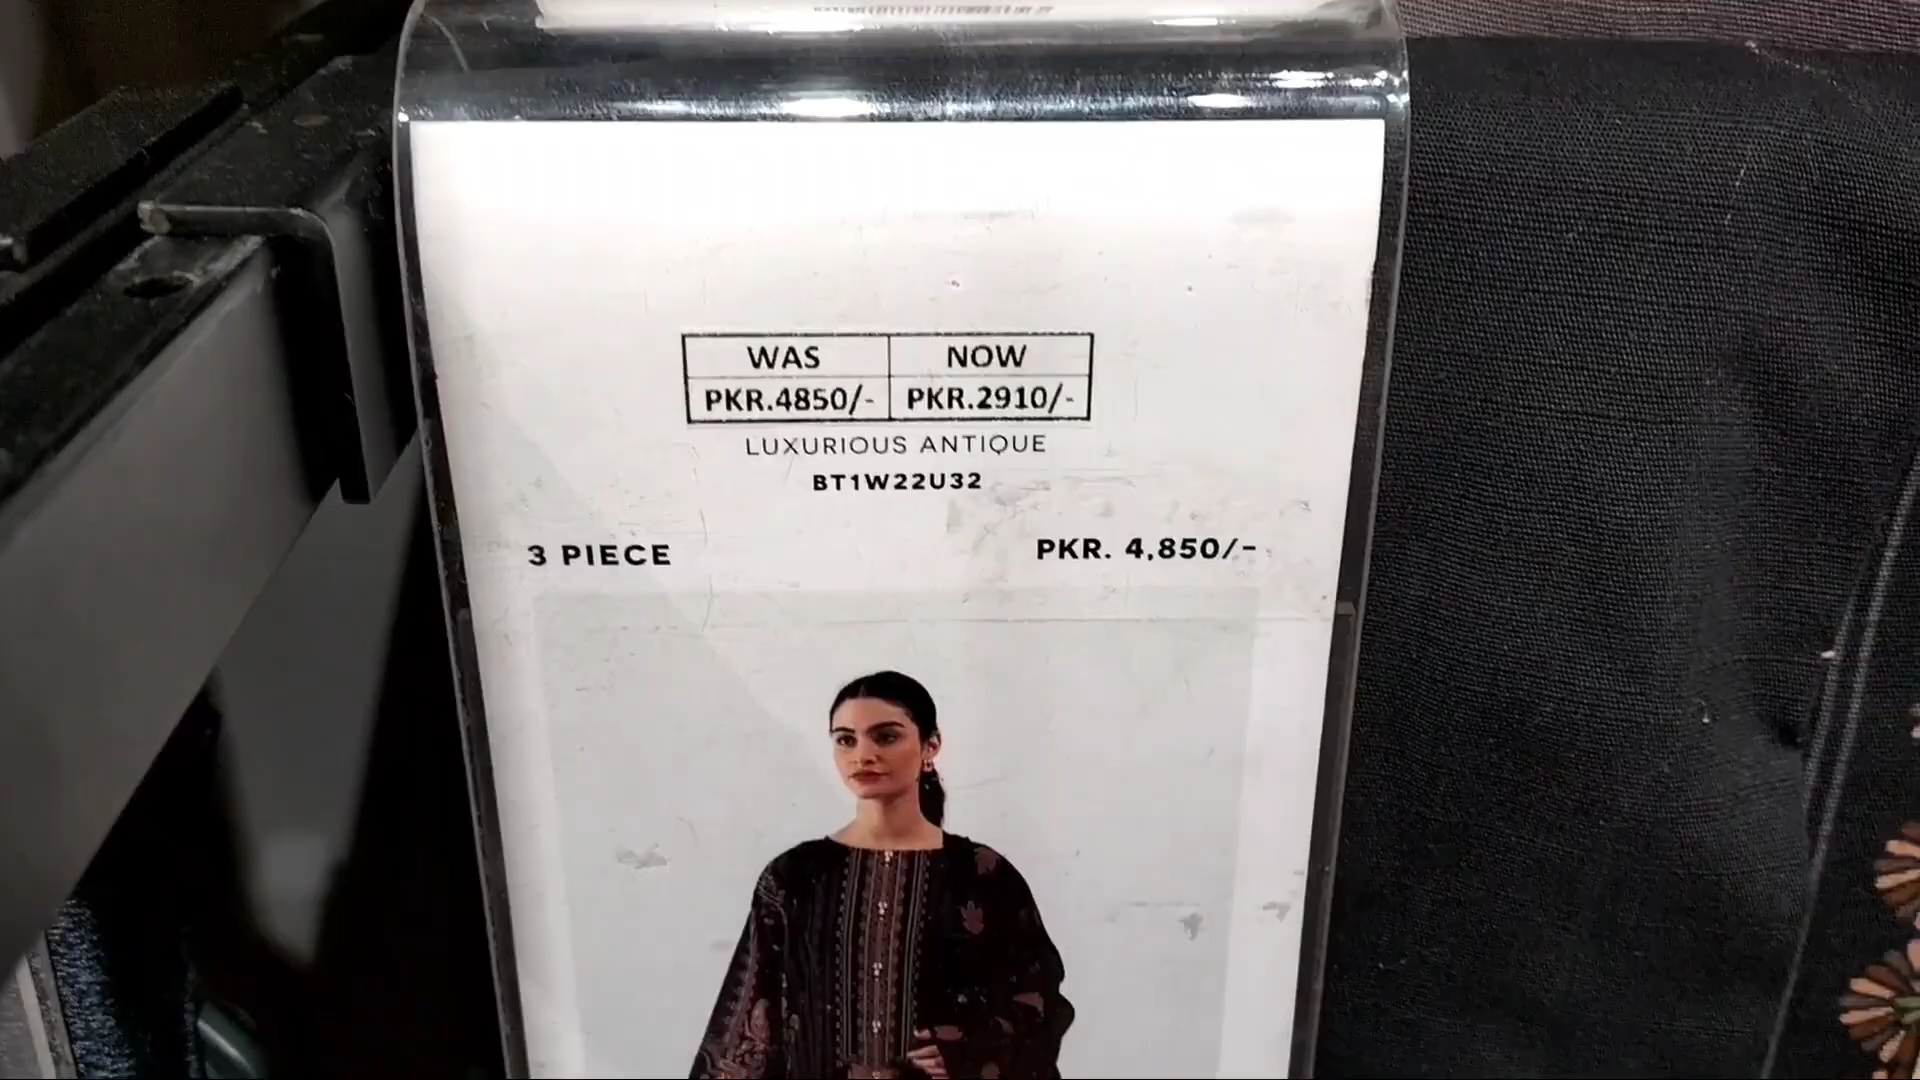 WAS NOW
PKR.4850/- PKR.2910/-
LUXURIOUS ANTIQUE
BT1W22U32
3 PIECE PKR. 4,850/-